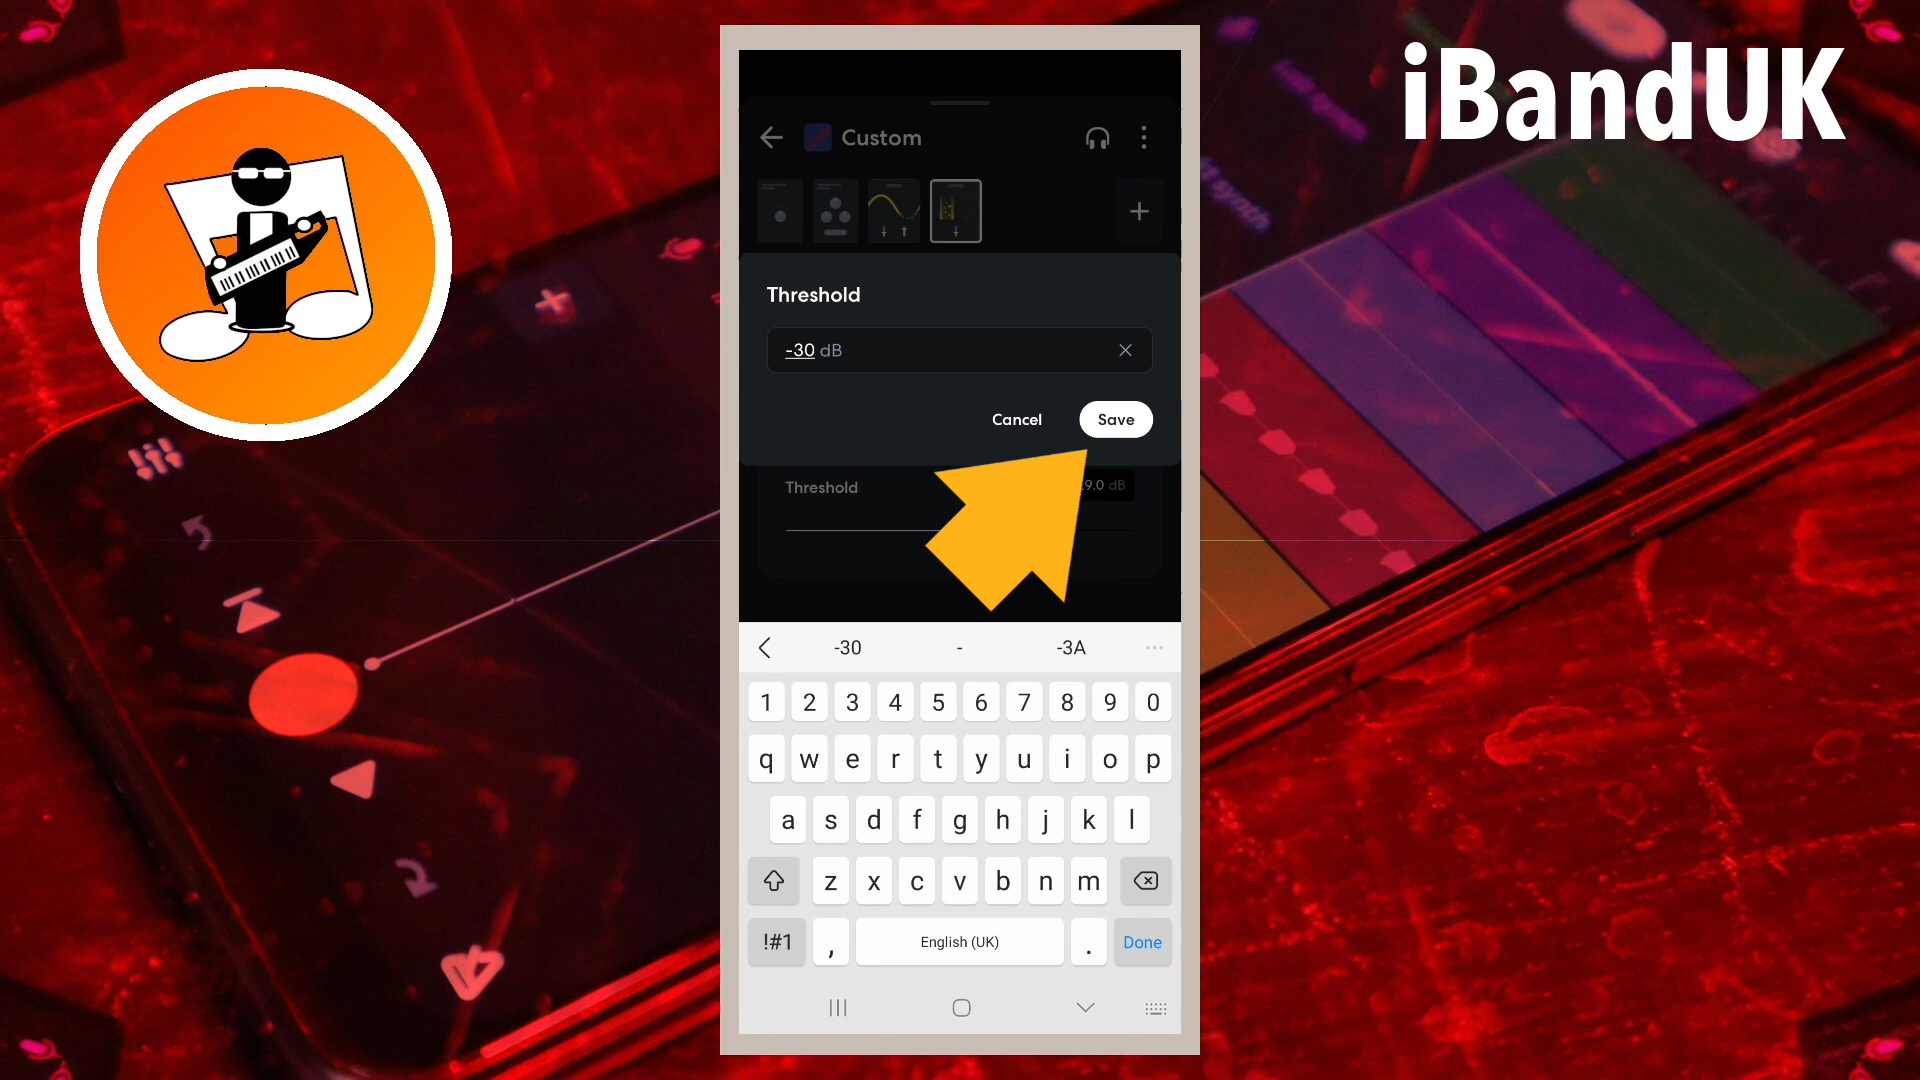 iBandUK
Custom
Threshold
-30 dB
Cancel
Save
Threshold
9.0 dB
-30 - -3A
1 2 3 4 5 6 7 8 9 0
q w e r t y u i o p
a s d f g h j k l
z x c v b n m
!#1 , English (UK) . Done